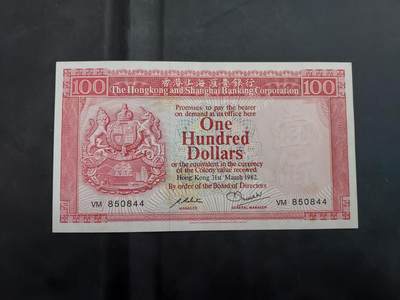 100 香港上海滙豐銀行 100
The Hongkong and Shanghai Banking Corporation
Promises to pay the bearer
on demand at its office here
One
Hundred
Dollars
or the equivalent in the currency
of the Colony value received
Hong Kong 31st March 1982
By order of the Board of Directors
VM 850844
VM 850844
MANAGER
GENERAL MANAGER